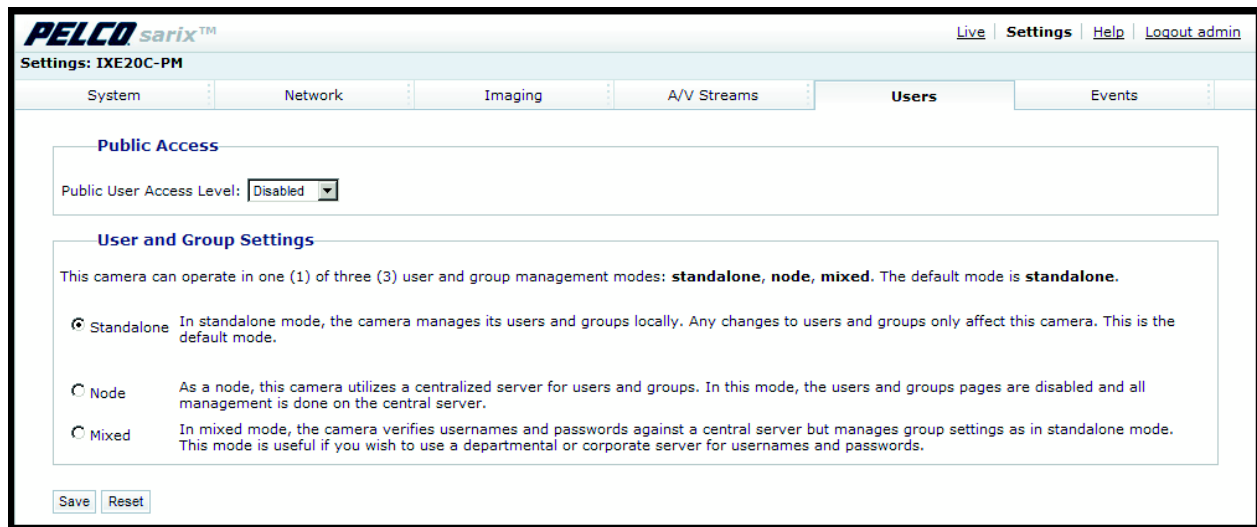 PELCO sarix™
Live | Settings | Help | Logout admin
Settings: IXE20C-PM
System Network Imaging A/V Streams Users Events
Public Access
Public User Access Level: Disabled
User and Group Settings
This camera can operate in one (1) of three (3) user and group management modes: standalone, node, mixed. The default mode is standalone.
Standalone In standalone mode, the camera manages its users and groups locally. Any changes to users and groups only affect this camera. This is the
default mode.
Node As a node, this camera utilizes a centralized server for users and groups. In this mode, the users and groups pages are disabled and all
management is done on the central server.
Mixed In mixed mode, the camera verifies usernames and passwords against a central server but manages group settings as in standalone mode.
This mode is useful if you wish to use a departmental or corporate server for usernames and passwords.
Save Reset